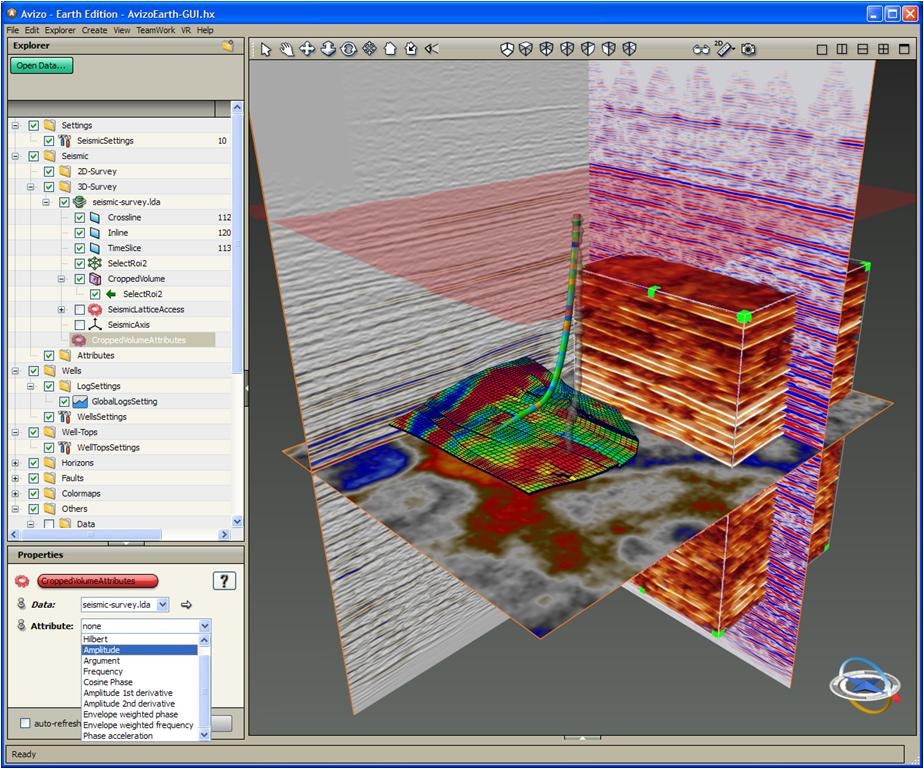 Avizo - Earth Edition - AvizoEarth-GUI.hx
File Edit Explorer Create View TeamWork VR Help
Explorer
Open Data...
2D
Settings
SeismicSettings 10
Seismic
2D-Survey
3D-Survey
seismic-survey.lda
Crossline 112
Inline 120
TimeSlice 113
SelectRoi2
CroppedVolume
SelectRoi2
SeismicLatticeAccess
SeismicAxis
CroppedVolumeAttributes
Attributes
Wells
LogSettings
GlobalLogsSetting
WellsSettings
Well-Tops
WellTopsSettings
Horizons
Faults
Colormaps
Others
Data
Properties
CroppedVolumeAttributes
?
Data: seismic-survey.lda
Attribute: none
Hilbert
Amplitude
Argument
Frequency
Cosine Phase
Amplitude 1st derivative
Amplitude 2nd derivative
Envelope weighted phase
Envelope weighted frequency
Phase acceleration
auto-refresh
Ready